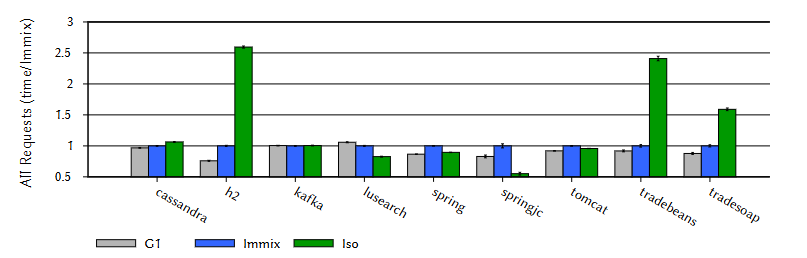 All Requests (time/Immix)
3
2.5
2
1.5
1
0.5
cassandra
h2
kafka
lusearch
spring
springjc
tomcat
tradebeans
tradesoap
G1
Immix
Iso